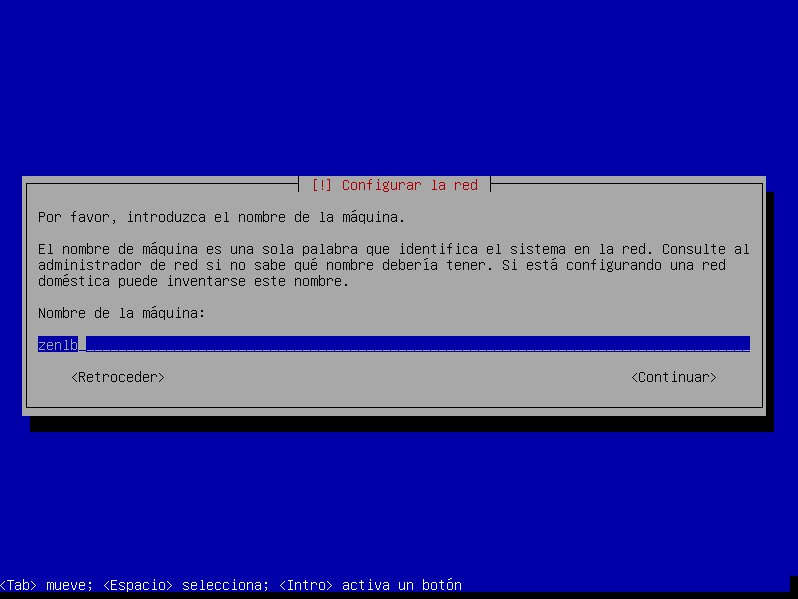 [!] Configurar la red
Por favor, introduzca el nombre de la máquina.
El nombre de máquina es una sola palabra que identifica el sistema en la red. Consulte al
administrador de red si no sabe qué nombre debería tener. Si está configurando una red
doméstica puede inventarse este nombre.
Nombre de la máquina:
zenlb
<Retroceder> <Continuar>
<Tab> mueve; <Espacio> selecciona; <Intro> activa un botón